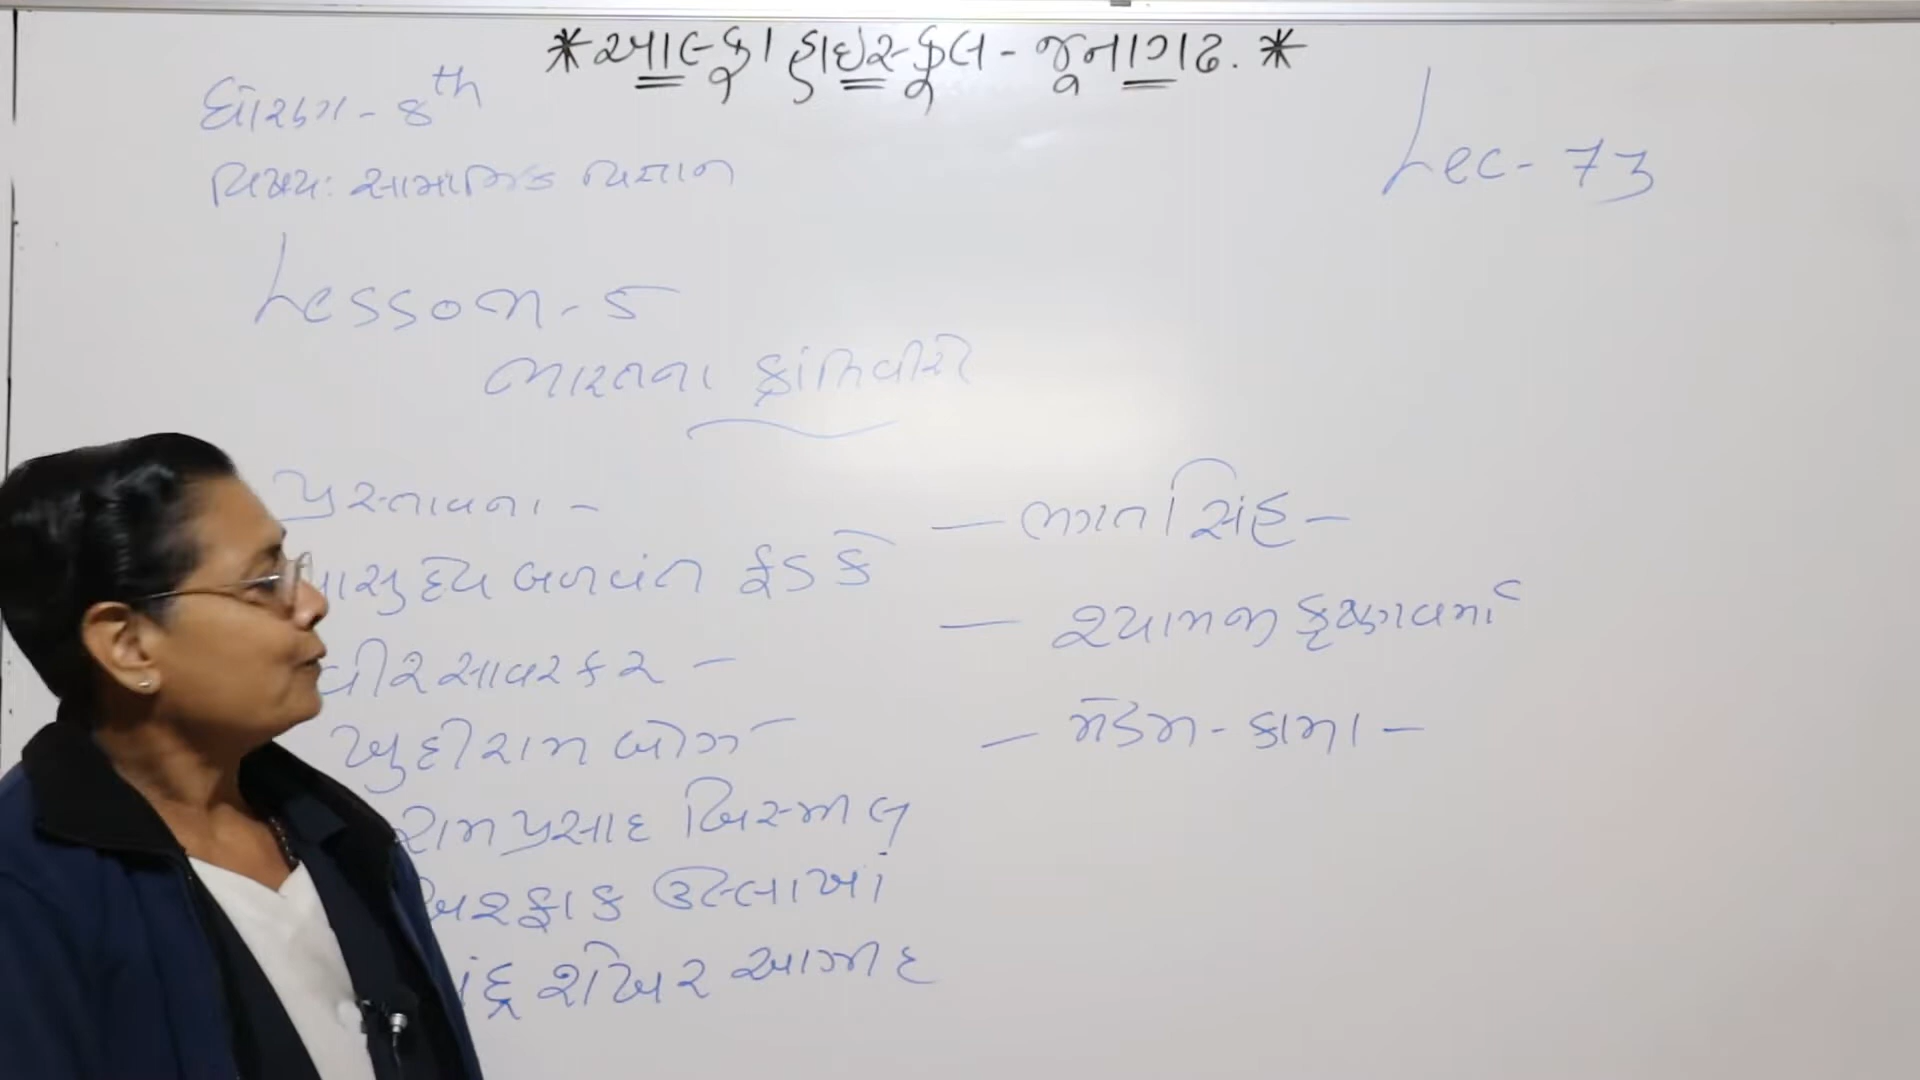 * આલ્ફા હાઇસ્કૂલ - જૂનાગઢ. *
ધોરણ - 8th
વિષય: સામાજિક વિજ્ઞાન
Lec - 73
Lesson - 5
ભારતના ક્રાંતિવીરો
પ્રસ્તાવના -
બળવંત ફડકે
વીર સાવરકર -
ખુદીરામ બોઝ
રામપ્રસાદ બિસ્માલ
અશફાક ઉલ્લાખાં
શેખર આઝાદ
- ભગતસિંહ -
- શ્યામજી કૃષ્ણવર્મા
- મેડમ - કામા -